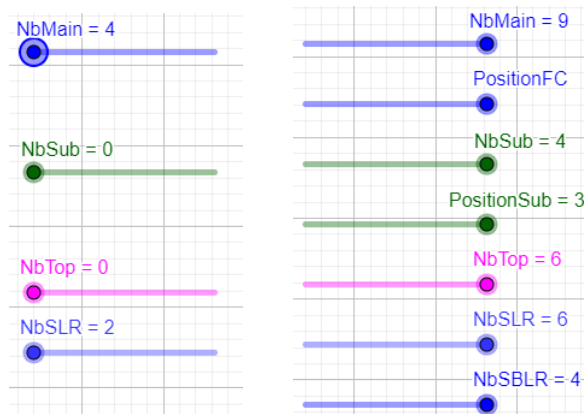 NbMain = 4
NbSub = 0
NbTop = 0
NbSLR = 2
NbMain = 9
PositionFC
NbSub = 4
PositionSub = 3
NbTop = 6
NbSLR = 6
NbSBLR = 4